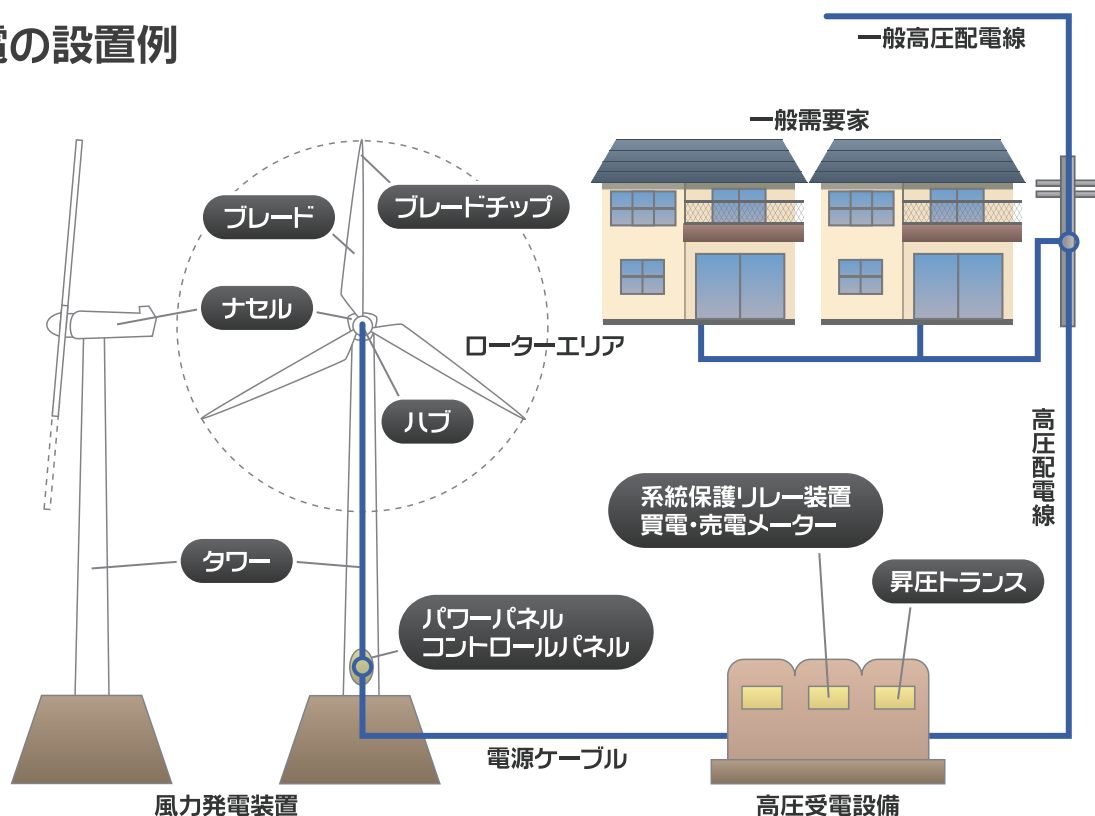 電の設置例
一般高圧配電線
一般需要家
ブレード
ブレードチップ
ナセル
ローターエリア
ハブ
高圧配電線
系統保護リレー装置
買電・売電メーター
昇圧トランス
タワー
パワーパネル
コントロールパネル
電源ケーブル
風力発電装置
高圧受電設備